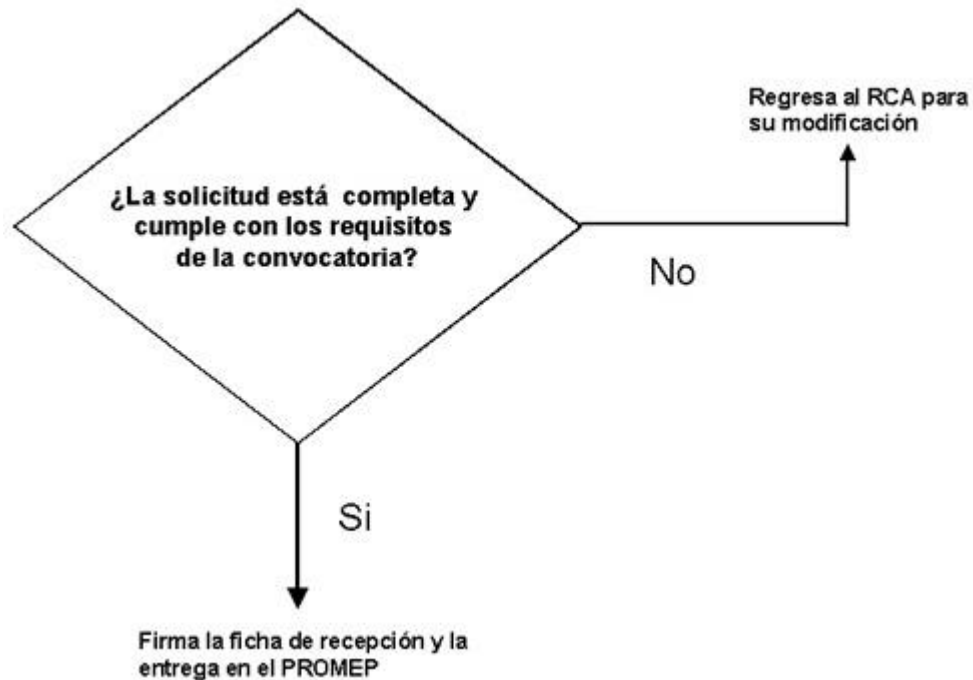 Regresa al RCA para
su modificación
¿La solicitud está completa y
cumple con los requisitos
de la convocatoria?
No
Si
Firma la ficha de recepción y la
entrega en el PROMEP